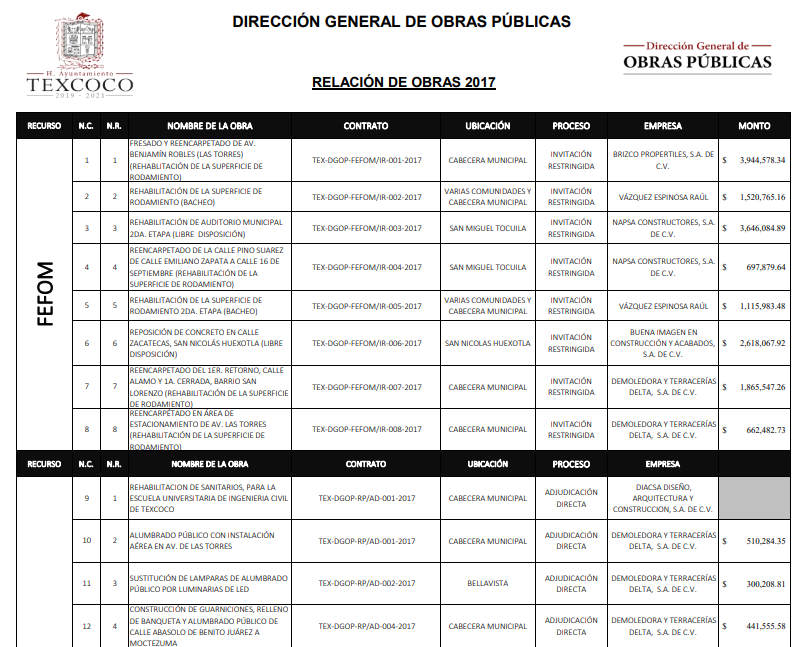 DIRECCIÓN GENERAL DE OBRAS PÚBLICAS
H. Ayuntamiento
TEXCOCO
2019 - 2021
Dirección General de
OBRAS PÚBLICAS
RELACIÓN DE OBRAS 2017
RECURSO N.C. N.R. NOMBRE DE LA OBRA CONTRATO UBICACIÓN PROCESO EMPRESA MONTO
FEFOM
1 1 FRESADO Y REENCARPETADO DE AV.
BENJAMÍN ROBLES (LAS TORRES)
(REHABLITACIÓN DE LA SUPERFICIE DE
RODAMIENTO)
TEX-DGOP-FEFOM/IR-001-2017
CABECERA MUNICIPAL
INVITACIÓN
RESTRINGIDA
BRIZCO PROPERTILES, S.A. DE
C.V.
$ 3,944,578.34
2 2 REHABILITACIÓN DE LA SUPERFICIE DE
RODAMIENTO (BACHEO)
TEX-DGOP-FEFOM/IR-002-2017
VARIAS COMUNIDADES Y
CABECERA MUNICIPAL
INVITACIÓN
RESTRINGIDA
VÁZQUEZ ESPINOSA RAÚL
$ 1,520,765.16
3 3 REHABILITACIÓN DE AUDITORIO MUNICIPAL
2DA. ETAPA (LIBRE DISPOSICIÓN)
TEX-DGOP-FEFOM/IR-003-2017
SAN MIGUEL TOCUILA
INVITACIÓN
RESTRINGIDA
NAPSA CONSTRUCTORES, S.A.
DE C.V.
$ 3,646,084.89
4 4 REENCARPETADO DE LA CALLE PINO SUAREZ
DE CALLE EMILIANO ZAPATA A CALLE 16 DE
SEPTIEMBRE (REHABILITACIÓN DE LA
SUPERFICIE DE RODAMIENTO)
TEX-DGOP-FEFOM/IR-004-2017
SAN MIGUEL TOCUILA
INVITACIÓN
RESTRINGIDA
NAPSA CONSTRUCTORES, S.A.
DE C.V.
$ 697,879.64
5 5 REHABILITACIÓN DE LA SUPERFICIE DE
RODAMIENTO 2DA. ETAPA (BACHEO)
TEX-DGOP-FEFOM/IR-005-2017
VARIAS COMUNIDADES Y
CABECERA MUNICIPAL
INVITACIÓN
RESTRINGIDA
VÁZQUEZ ESPINOSA RAÚL
$ 1,115,983.48
6 6 REPOSICIÓN DE CONCRETO EN CALLE
ZACATECAS, SAN NICOLÁS HUEXOTLA (LIBRE
DISPOSICIÓN)
TEX-DGOP-FEFOM/IR-006-2017
SAN NICOLAS HUEXOTLA
INVITACIÓN
RESTRINGIDA
BUENA IMAGEN EN
CONSTRUCCIÓN Y ACABADOS,
S.A. DE C.V.
$ 2,618,067.92
7 7 REENCARPETADO DEL 1ER. RETORNO, CALLE
ALAMO Y 1A. CERRADA, BARRIO SAN
LORENZO (REHABILITACIÓN DE LA SUPERFICIE
DE RODAMIENTO)
TEX-DGOP-FEFOM/IR-007-2017
CABECERA MUNICIPAL
INVITACIÓN
RESTRINGIDA
DEMOLEDORA Y TERRACERÍAS
DELTA, S.A. DE C.V.
$ 1,865,547.26
8 8 REENCARPETADO EN ÁREA DE
ESTACIONAMIENTO DE AV. LAS TORRES
(REHABILITACIÓN DE LA SUPERFICIE DE
RODAMIENTO)
TEX-DGOP-FEFOM/IR-008-2017
CABECERA MUNICIPAL
INVITACIÓN
RESTRINGIDA
DEMOLEDORA Y TERRACERÍAS
DELTA, S.A. DE C.V.
$ 662,482.73
RECURSO N.C. N.R. NOMBRE DE LA OBRA CONTRATO UBICACIÓN PROCESO EMPRESA
9 1 REHABILITACION DE SANITARIOS, PARA LA
ESCUELA UNIVERSITARIA DE INGENIERIA CIVIL
DE TEXCOCO
TEX-DGOP-RP/AD-001-2017
CABECERA MUNICIPAL
ADJUDICACIÓN
DIRECTA
DIACSA DISEÑO,
ARQUITECTURA Y
CONSTRUCCION, S.A. DE C.V.
10 2 ALUMBRADO PÚBLICO CON INSTALACIÓN
AÉREA EN AV. DE LAS TORRES
TEX-DGOP-RP/AD-001-2017
CABECERA MUNICIPAL
ADJUDICACIÓN
DIRECTA
DEMOLEDORA Y TERRACERÍAS
DELTA, S.A. DE C.V.
$ 510,284.35
11 3 SUSTITUCIÓN DE LAMPARAS DE ALUMBRADO
PÚBLICO POR LUMINARIAS DE LED
TEX-DGOP-RP/AD-002-2017
BELLAVISTA
ADJUDICACIÓN
DIRECTA
DEMOLEDORA Y TERRACERÍAS
DELTA, S.A. DE C.V.
$ 300,208.81
12 4 CONSTRUCCIÓN DE GUARNICIONES, RELLENO
DE BANQUETA Y ALUMBRADO PÚBLICO DE
CALLE ABASOLO DE BENITO JUÁREZ A
MOCTEZUMA
TEX-DGOP-RP/AD-004-2017
CABECERA MUNICIPAL
ADJUDICACIÓN
DIRECTA
DEMOLEDORA Y TERRACERÍAS
DELTA, S.A. DE C.V.
$ 441,555.58